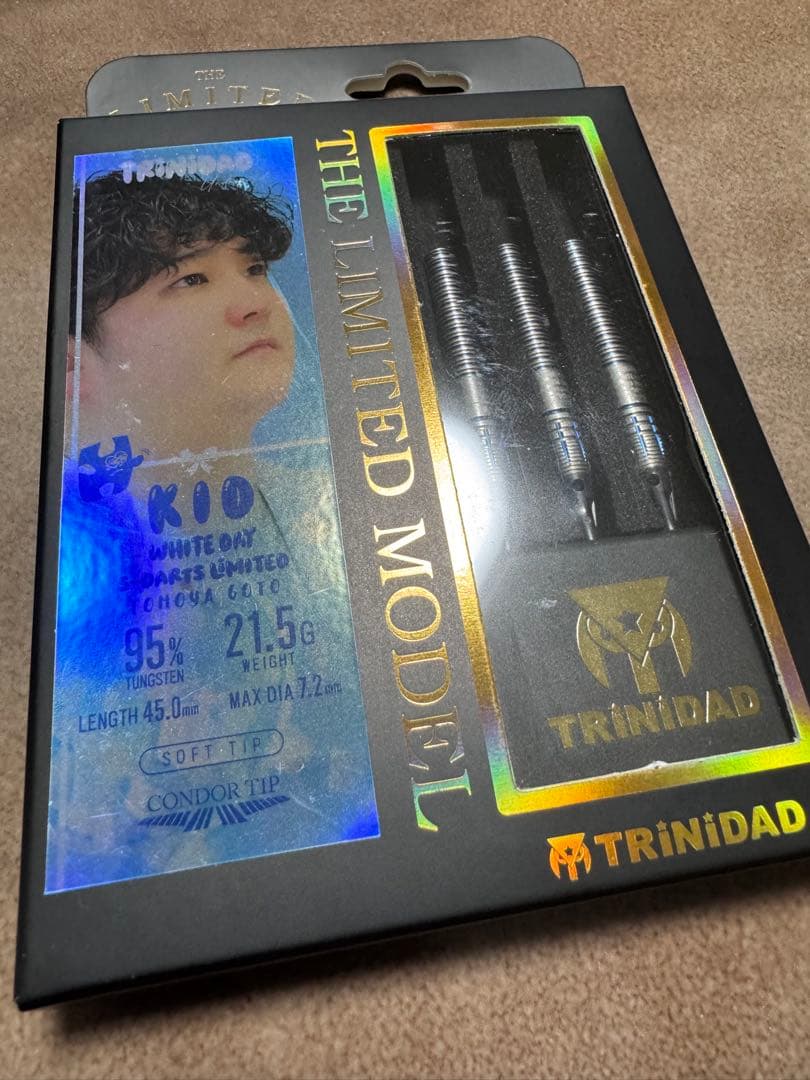 THE
LIMITED
TRiNiDAD
KIO
WHITE DAY
S-DARTS LIMITED
TOMOYA GOTO
95%
TUNGSTEN
21.5G
WEIGHT
LENGTH 45.0mm
MAX DIA 7.2mm
SOFT TIP
CONDOR TIP
THE LIMITED MODEL
TRiNiDAD
TRiNiDAD